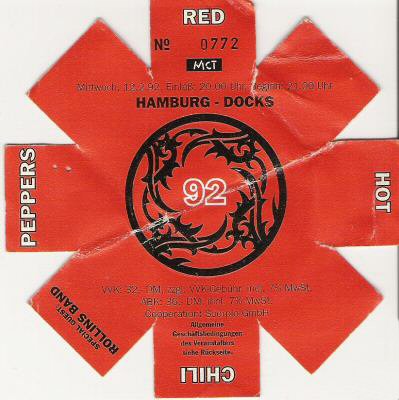 RED
Nº 0772
MCT
Mittwoch, 12.2.92, Einlaß: 20.00 Uhr, Beginn: 21.00 Uhr
HAMBURG - DOCKS
PEPPERS
92
HOT
VVK: 32,- DM, zzgl. VVK-Gebühr, incl. 7% MwSt.
ABK: 36,- DM, incl. 7% MwSt.
Cooperation: Scorpio GmbH
SPECIAL GUEST
ROLLINS BAND
Allgemeine
Geschäftsbedingungen
des Veranstalters
siehe Rückseite.
CHILI